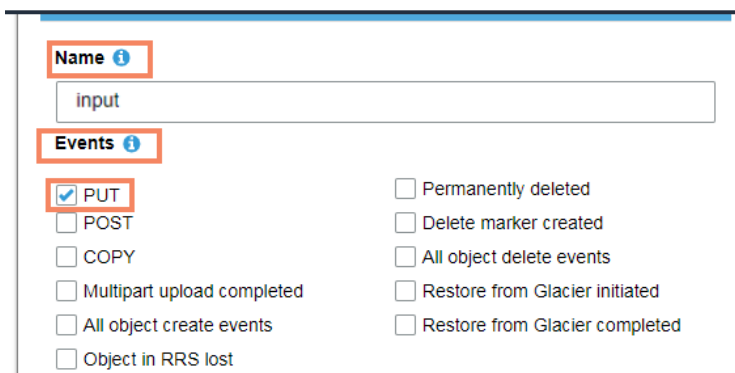 Name
input
Events
PUT
POST
COPY
Multipart upload completed
All object create events
Object in RRS lost
Permanently deleted
Delete marker created
All object delete events
Restore from Glacier initiated
Restore from Glacier completed